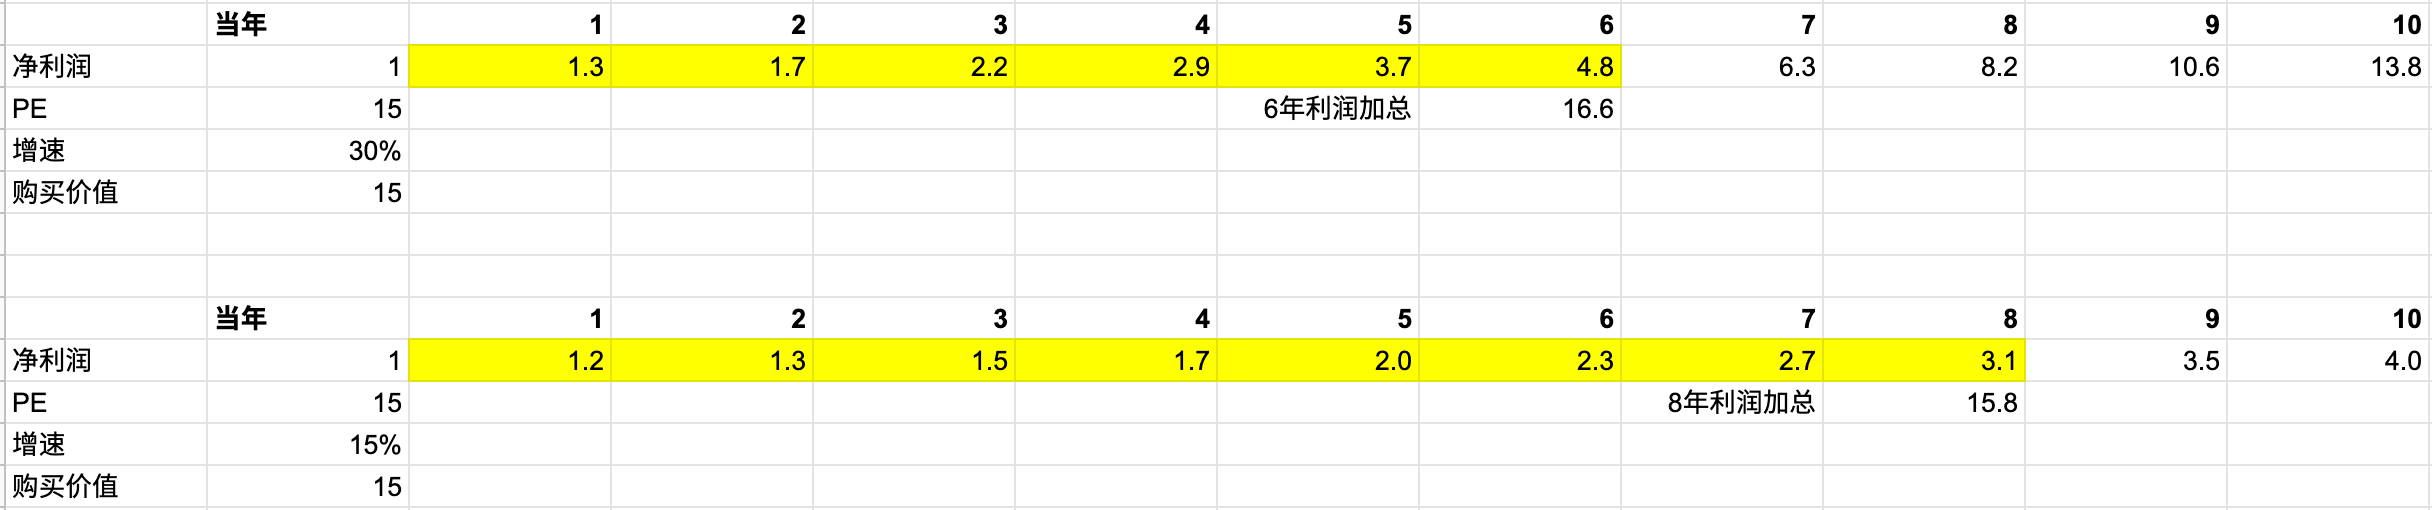 当年 1 2 3 4 5 6 7 8 9 10
净利润 1 1.3 1.7 2.2 2.9 3.7 4.8 6.3 8.2 10.6 13.8
PE 15 6年利润加总 16.6
增速 30%
购买价值 15
当年 1 2 3 4 5 6 7 8 9 10
净利润 1 1.2 1.3 1.5 1.7 2.0 2.3 2.7 3.1 3.5 4.0
PE 15 8年利润加总 15.8
增速 15%
购买价值 15